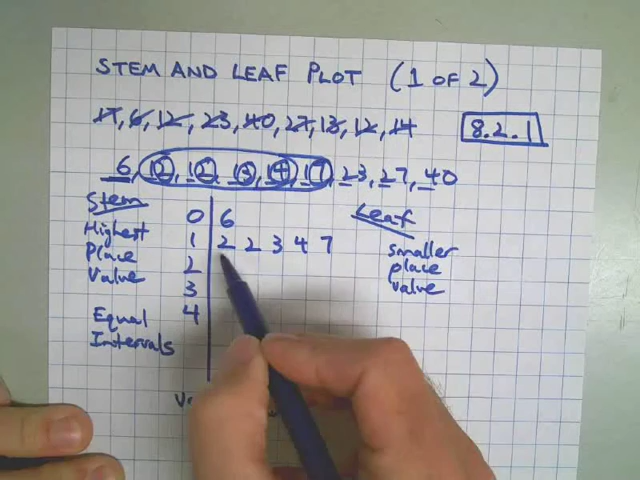 STEM AND LEAF PLOT (1 OF 2)
17, 6, 12, 23, 40, 27, 13, 12, 14
8.2.1
6, 12, 12, 13, 14, 17, 23, 27, 40
Stem
Highest
Place
Value
Equal
Intervals
0 6
1 2 2 3 4 7
2
3
4
Leaf
smaller
place
value